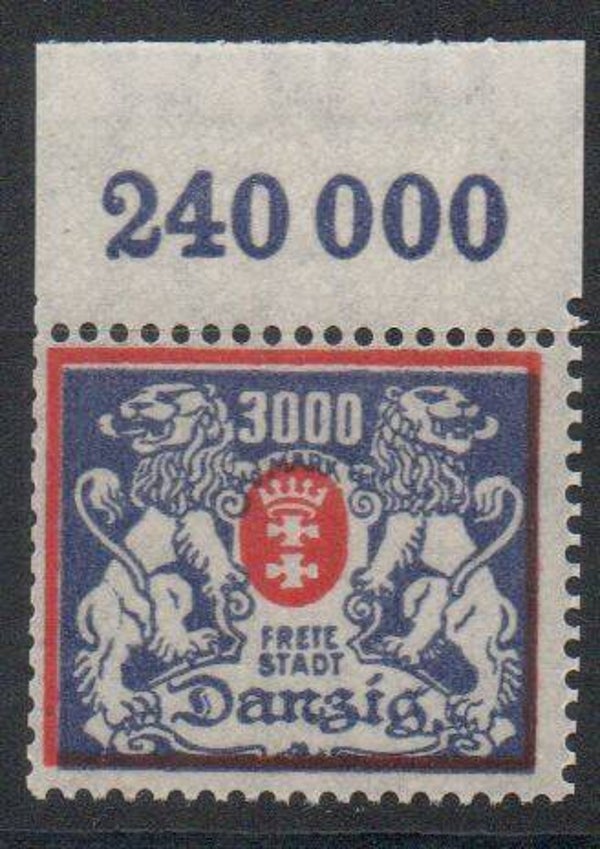 240 000
3000
MARK
FREIE
STADT
Danzig.